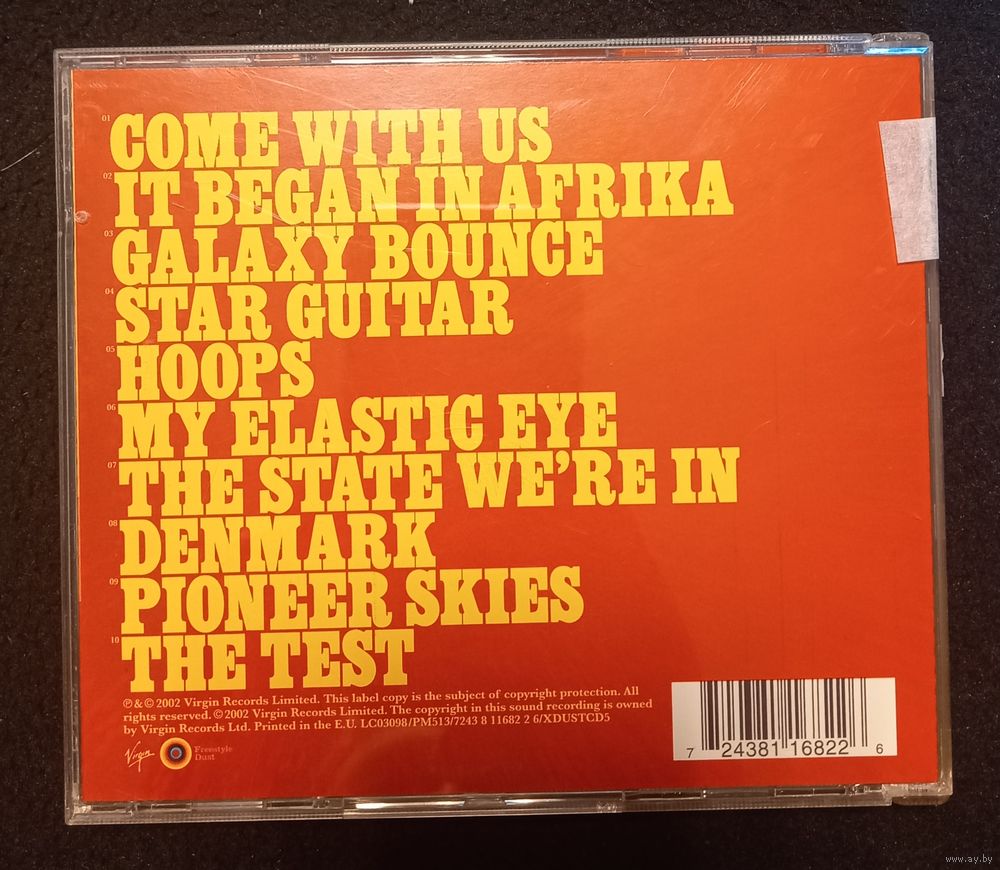 01 COME WITH US
02 IT BEGAN IN AFRIKA
03 GALAXY BOUNCE
04 STAR GUITAR
05 HOOPS
06 MY ELASTIC EYE
07 THE STATE WE'RE IN
08 DENMARK
09 PIONEER SKIES
10 THE TEST
℗ & © 2002 Virgin Records Limited. This label copy is the subject of copyright protection. All
rights reserved. © 2002 Virgin Records Limited. The copyright in this sound recording is owned
by Virgin Records Ltd. Printed in the E.U. LC03098/PM513/7243 8 11682 2 6/XDUSTCD5
Virgin
Freestyle
Dust
7 24381 16822 6
www.ay.by